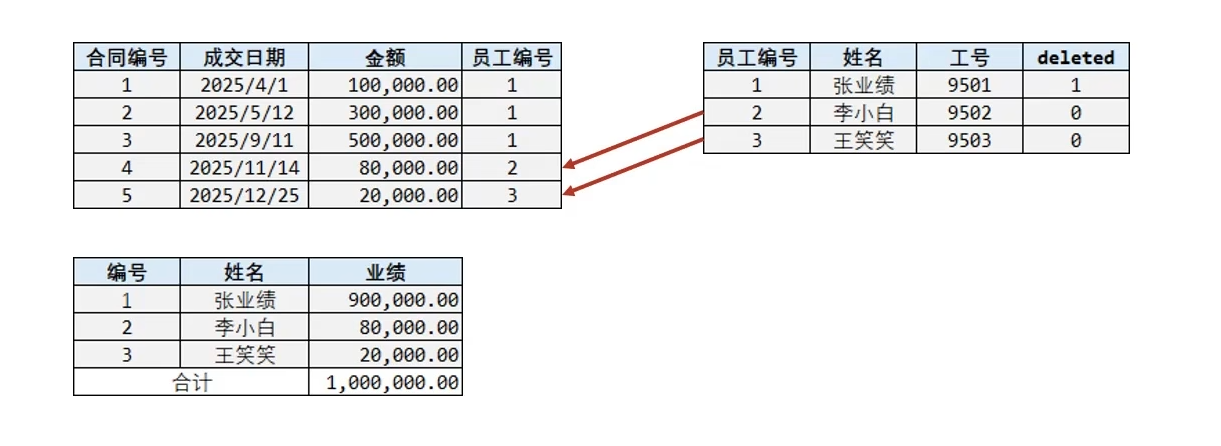 合同编号 成交日期 金额 员工编号
1 2025/4/1 100,000.00 1
2 2025/5/12 300,000.00 1
3 2025/9/11 500,000.00 1
4 2025/11/14 80,000.00 2
5 2025/12/25 20,000.00 3
员工编号 姓名 工号 deleted
1 张业绩 9501 1
2 李小白 9502 0
3 王笑笑 9503 0
编号 姓名 业绩
1 张业绩 900,000.00
2 李小白 80,000.00
3 王笑笑 20,000.00
合计 1,000,000.00